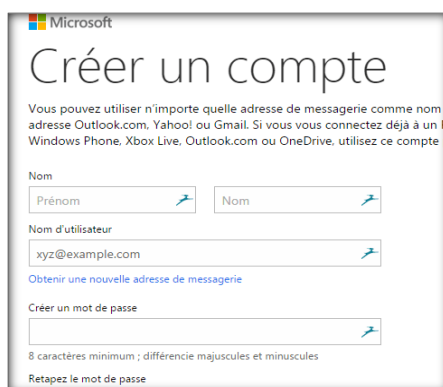 Microsoft
Créer un compte
Vous pouvez utiliser n'importe quelle adresse de messagerie comme nom
adresse Outlook.com, Yahoo! ou Gmail. Si vous vous connectez déjà à un
Windows Phone, Xbox Live, Outlook.com ou OneDrive, utilisez ce compte
Nom
Prénom Nom
Nom d'utilisateur
xyz@example.com
Obtenir une nouvelle adresse de messagerie
Créer un mot de passe
8 caractères minimum ; différencie majuscules et minuscules
Retapez le mot de passe